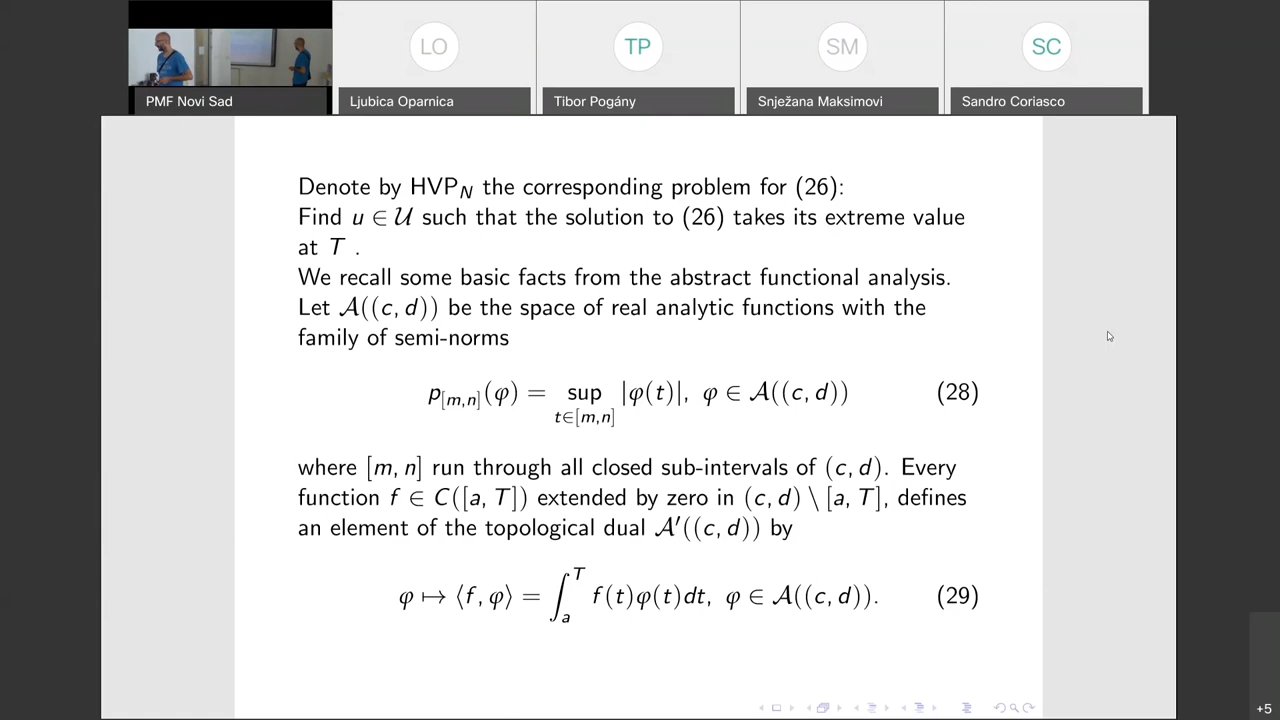 LO
TP
SM
SC
PMF Novi Sad
Ljubica Oparnica
Tibor Pogány
Snježana Maksimovi
Sandro Coriasco
Denote by HVP_N the corresponding problem for (26):
Find u ∈ 𝒰 such that the solution to (26) takes its extreme value
at T .
We recall some basic facts from the abstract functional analysis.
Let 𝒜((c, d)) be the space of real analytic functions with the
family of semi-norms
p_{[m,n]}(φ) = sup_{t∈[m,n]} |φ(t)|, φ ∈ 𝒜((c, d)) (28)
where [m, n] run through all closed sub-intervals of (c, d). Every
function f ∈ C([a, T]) extended by zero in (c, d) \ [a, T], defines
an element of the topological dual 𝒜′((c, d)) by
φ ↦ ⟨f, φ⟩ = ∫_a^T f(t)φ(t)dt, φ ∈ 𝒜((c, d)). (29)
+5